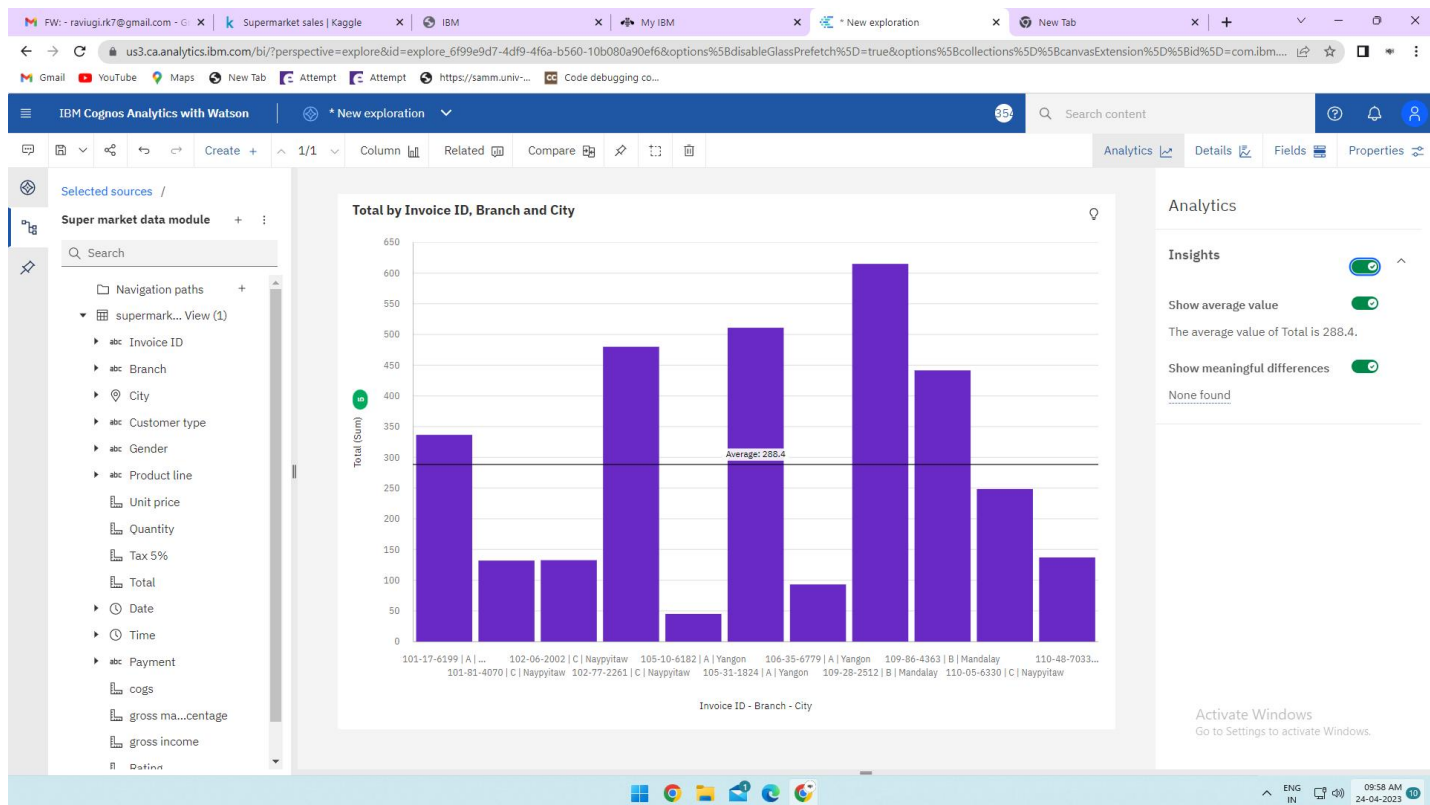 FW: - raviugi.rk7@gmail.com - G
Supermarket sales | Kaggle
IBM
My IBM
* New exploration
New Tab
us3.ca.analytics.ibm.com/bi/?perspective=explore&id=explore_6f99e9d7-4df9-4f6a-b560-10b080a90ef6&options%5BdisableGlassPrefetch%5D=true&options%5Bcollections%5D%5BcanvasExtension%5D%5Bid%5D=com.ibm....
Gmail YouTube Maps New Tab Attempt Attempt https://samm.univ-... Code debugging co...
IBM Cognos Analytics with Watson
* New exploration
354
Search content
Create + 1/1 Column Related Compare
Analytics Details Fields Properties
Selected sources /
Super market data module
Search
Navigation paths
supermark... View (1)
abc Invoice ID
abc Branch
City
abc Customer type
abc Gender
abc Product line
Unit price
Quantity
Tax 5%
Total
Date
Time
abc Payment
cogs
gross ma...centage
gross income
Rating
Total by Invoice ID, Branch and City
650
600
550
500
450
400
350
300
250
200
150
100
50
0
Total (Sum)
5
Average: 288.4
101-17-6199 | A | ... 102-06-2002 | C | Naypyitaw 105-10-6182 | A | Yangon 106-35-6779 | A | Yangon 109-86-4363 | B | Mandalay 110-48-7033...
101-81-4070 | C | Naypyitaw 102-77-2261 | C | Naypyitaw 105-31-1824 | A | Yangon 109-28-2512 | B | Mandalay 110-05-6330 | C | Naypyitaw
Invoice ID - Branch - City
Analytics
Insights
Show average value
The average value of Total is 288.4.
Show meaningful differences
None found
Activate Windows
Go to Settings to activate Windows.
1
ENG
IN
09:58 AM
24-04-2023
10